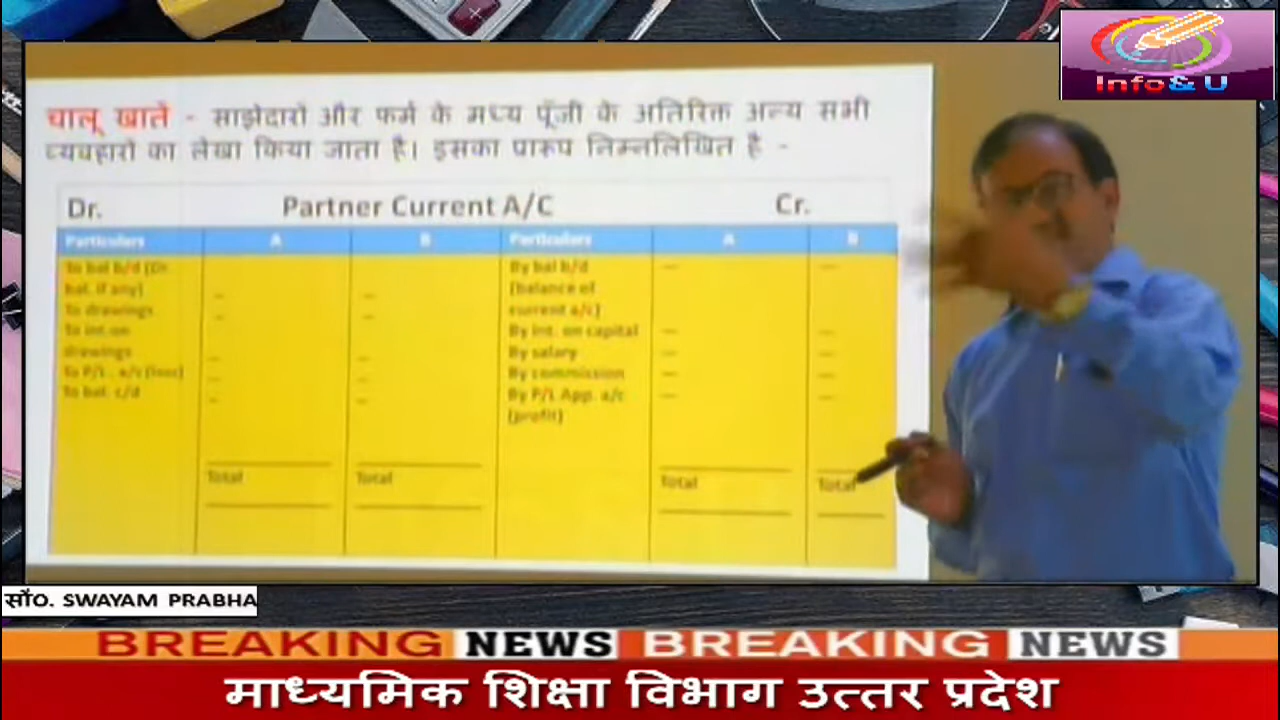 Info& U
चालू खाते - साझेदारो और फर्म के मध्य पूँजी के अतिरिक्त अन्य सभी
व्यवहारो का लेखा किया जाता है। इसका प्रारूप निम्नलिखित है -
Dr. Partner Current A/C Cr.
Particulars A B Particulars A B
To bal b/d (Dr.
bal. if any)
To drawings
To int.on
drawings
To P/L . a/c (loss)
To bal. c/d
By bal b/d
(balance of
current a/c)
By int. on capital
By salary
By commission
By P/L App. a/c
(profit)
Total Total Total Total
सौ0. SWAYAM PRABHA
BREAKING NEWS BREAKING NEWS
माध्यमिक शिक्षा विभाग उत्तर प्रदेश